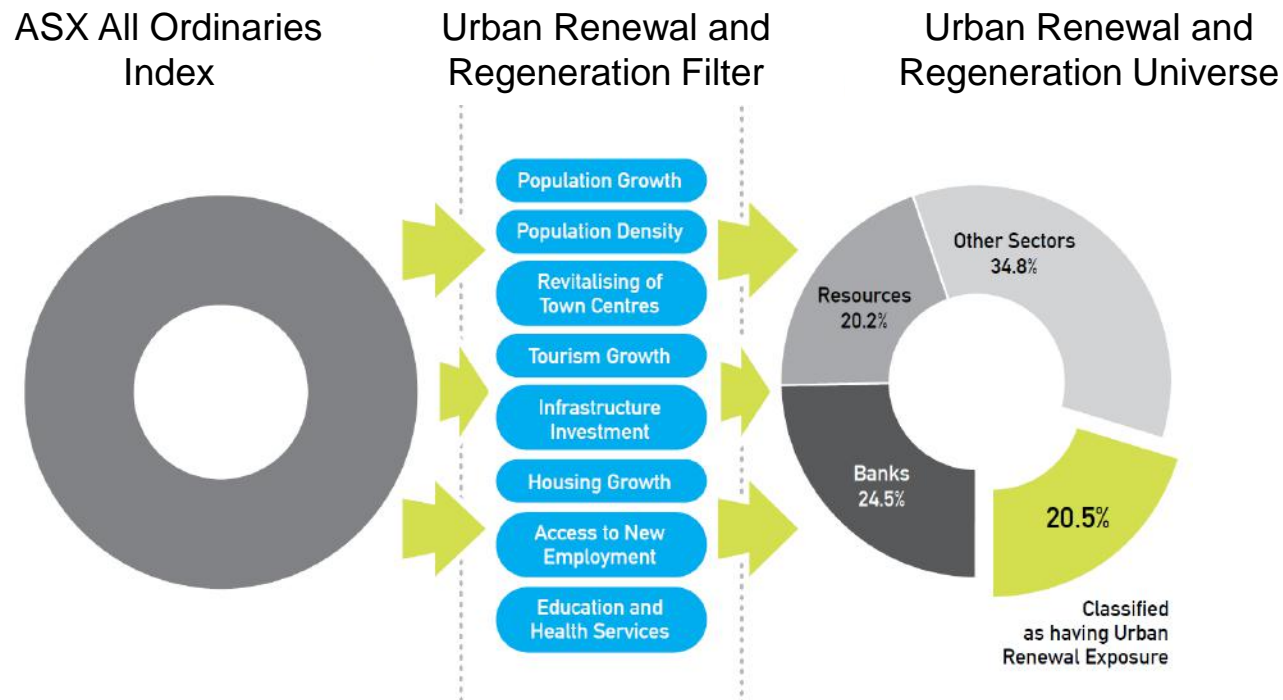 ASX All Ordinaries
Index
Urban Renewal and
Regeneration Filter
Urban Renewal and
Regeneration Universe
Population Growth
Population Density
Revitalising of
Town Centres
Tourism Growth
Infrastructure
Investment
Housing Growth
Access to New
Employment
Education and
Health Services
Other Sectors
34.8%
Resources
20.2%
Banks
24.5%
20.5%
Classified
as having Urban
Renewal Exposure